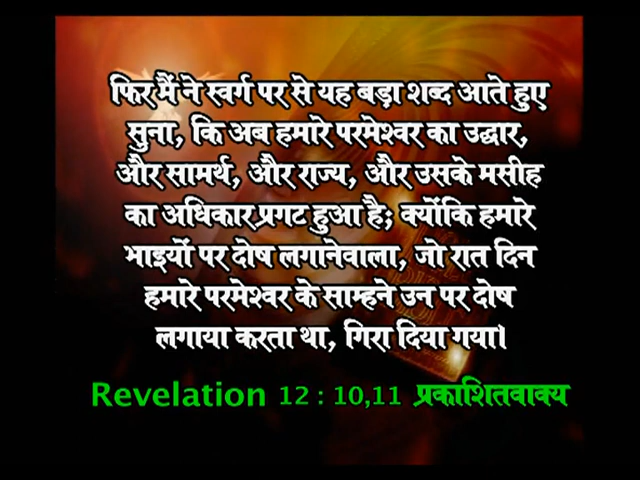 फिर मैं ने स्वर्ग पर से यह बड़ा शब्द आते हुए
सुना, कि अब हमारे परमेश्वर का उद्धार,
और सामर्थ, और राज्य, और उसके मसीह
का अधिकार प्रगट हुआ है; क्योंकि हमारे
भाइयों पर दोष लगानेवाला, जो रात दिन
हमारे परमेश्वर के साम्हने उन पर दोष
लगाया करता था, गिरा दिया गया।
Revelation 12 : 10,11 प्रकाशितवाक्य